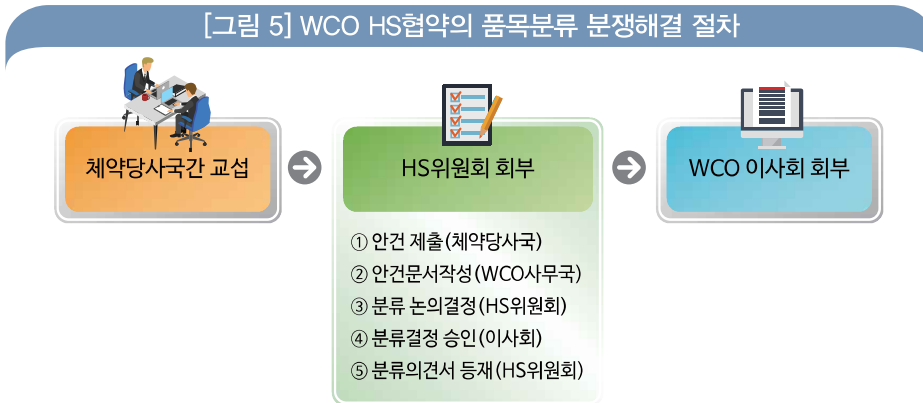 [그림 5] WCO HS협약의 품목분류 분쟁해결 절차
체약당사국간 교섭
HS위원회 회부
WCO 이사회 회부
① 안건 제출(체약당사국)
② 안건문서작성(WCO사무국)
③ 분류 논의결정(HS위원회)
④ 분류결정 승인(이사회)
⑤ 분류의견서 등재(HS위원회)